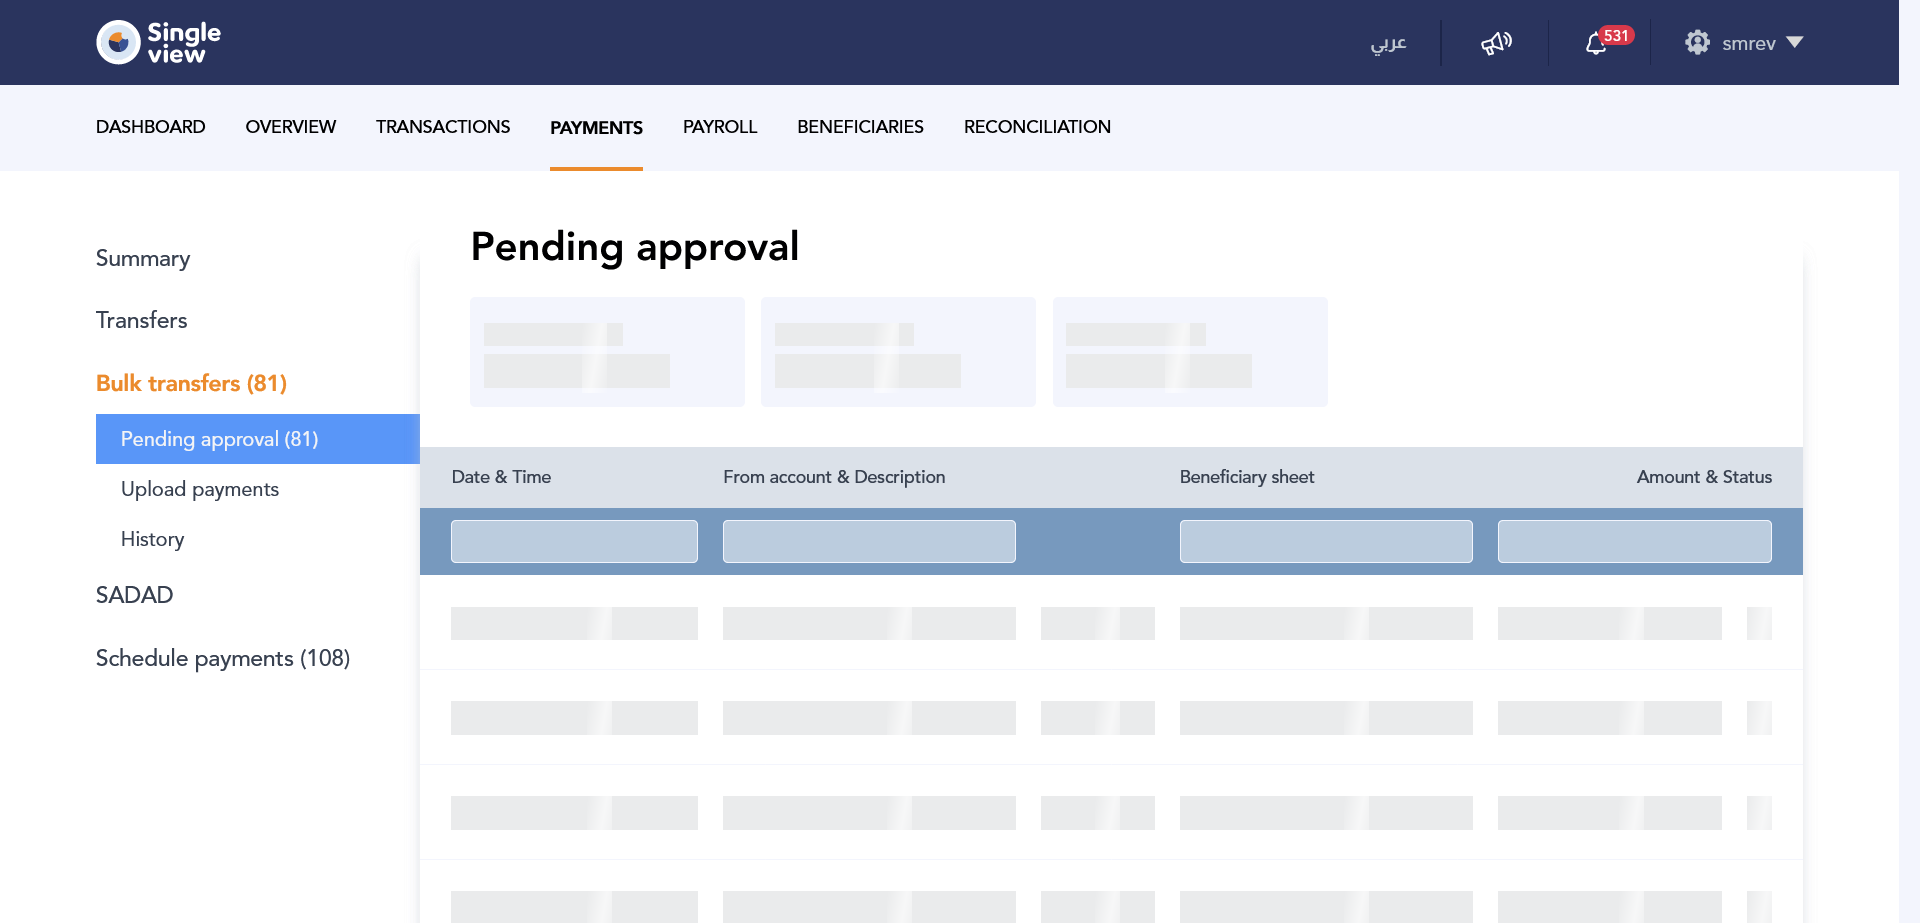 Single
view
عربي
531
smrev
DASHBOARD
OVERVIEW
TRANSACTIONS
PAYMENTS
PAYROLL
BENEFICIARIES
RECONCILIATION
Summary
Transfers
Bulk transfers (81)
Pending approval (81)
Upload payments
History
SADAD
Schedule payments (108)
Pending approval
Date & Time
From account & Description
Beneficiary sheet
Amount & Status